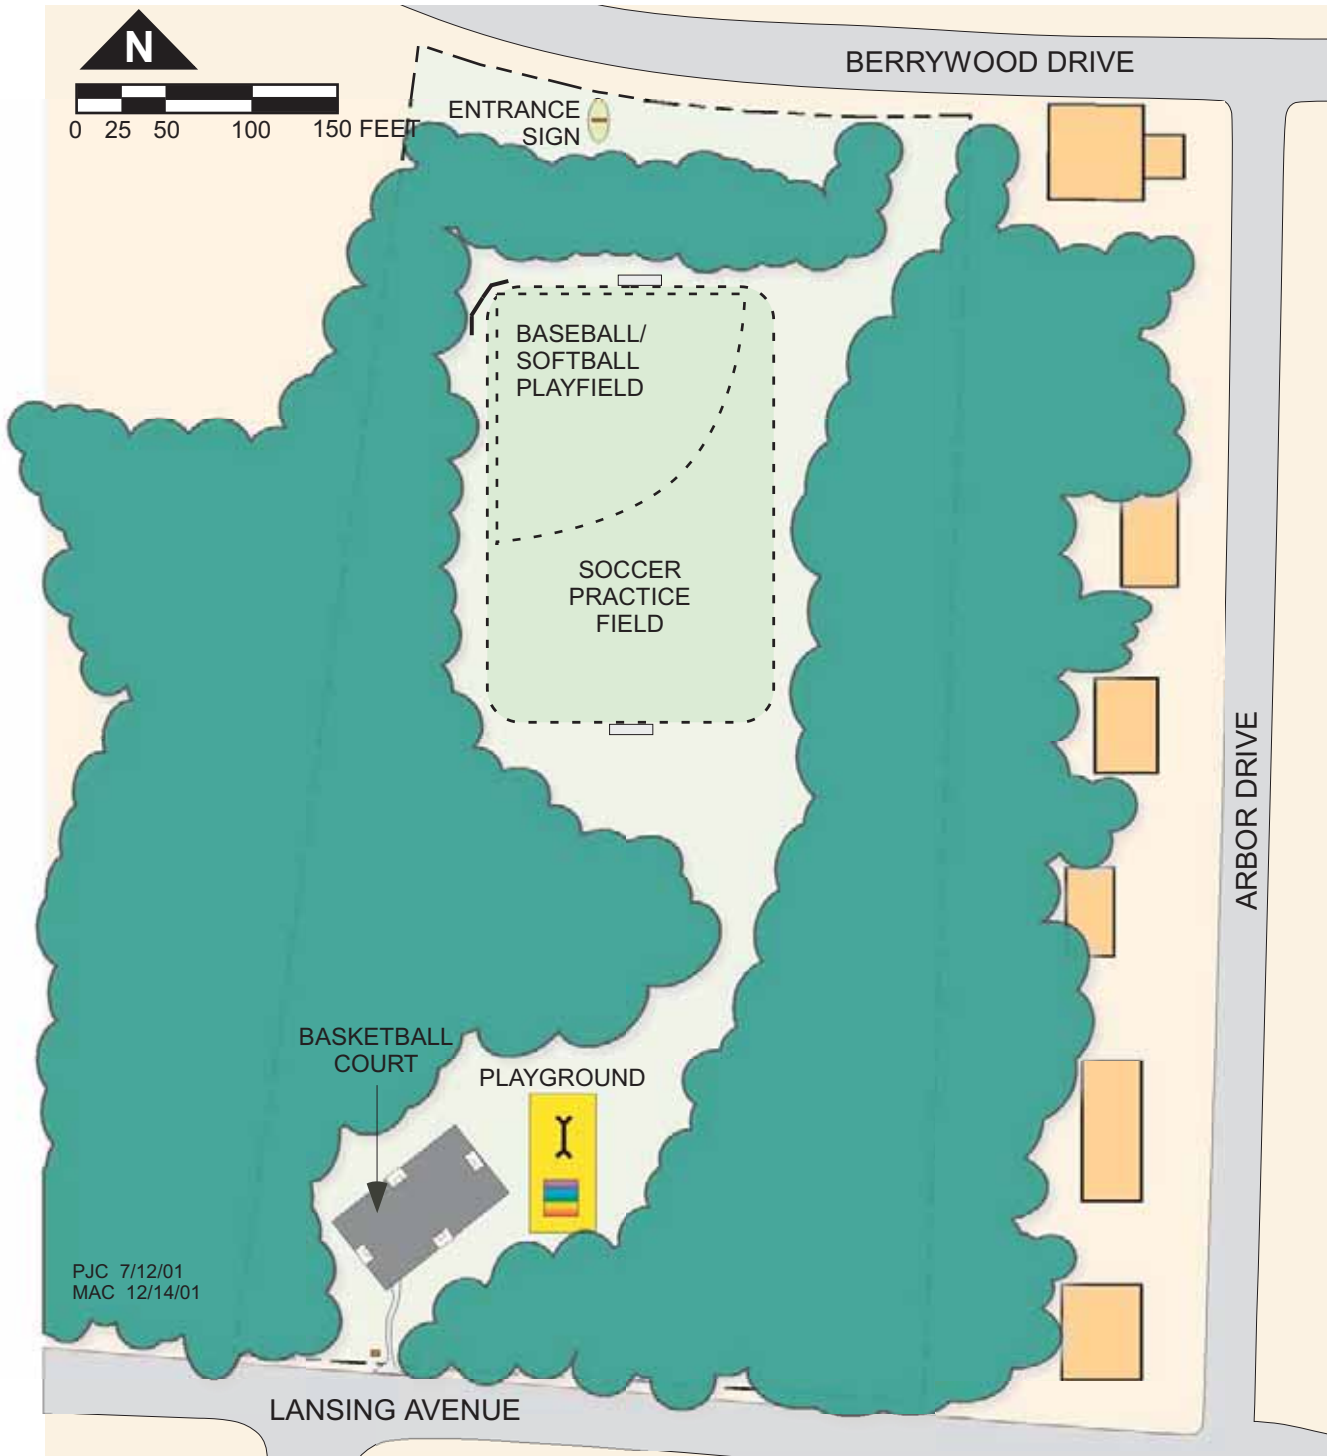 BERRYWOOD DRIVE
N
0 25 50 100 150 FEET
ENTRANCE
SIGN
BASEBALL/
SOFTBALL
PLAYFIELD
SOCCER
PRACTICE
FIELD
ARBOR DRIVE
BASKETBALL
COURT
PLAYGROUND
PJC 7/12/01
MAC 12/14/01
LANSING AVENUE